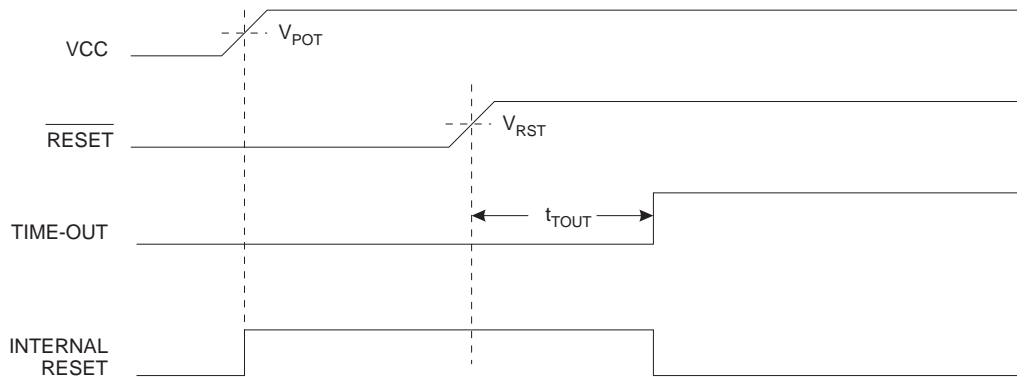 VCC
VPOT
RESET
VRST
TIME-OUT
tTOUT
INTERNAL
RESET